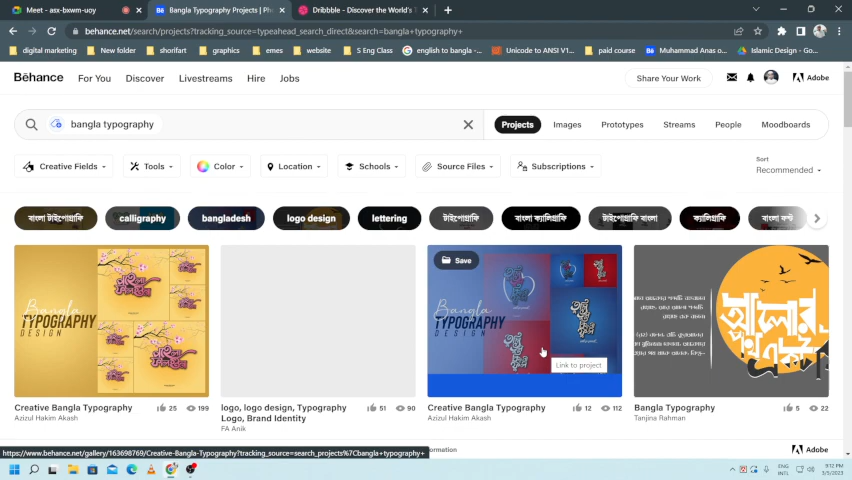 Meet - asx-bxwm-uoy
Bangla Typography Projects | Ph
Dribbble - Discover the World's
behance.net/search/projects?tracking_source=typeahead_search_direct&search=bangla+typography+
digital marketing New folder shorifart graphics emes website S Eng Class english to bangla -... Unicode to ANSI V1... paid course Muhammad Anas o... Islamic Design - Go...
Bēhance For You Discover Livestreams Hire Jobs Share Your Work Adobe
bangla typography Projects Images Prototypes Streams People Moodboards
Creative Fields Tools Color Location Schools Source Files Subscriptions
Sort
Recommended
বাংলা টাইপোগ্রাফি calligraphy bangladesh logo design lettering টাইপোগ্রাফি বাংলা ক্যালিগ্রাফি টাইপোগ্রাফি বাংলা ক্যালিগ্রাফি বাংলা ফন্ট
Save
Bangla
TYPOGRAPHY
DESIGN
Bangla
TYPOGRAPHY
DESIGN
আলোর
Link to project
Creative Bangla Typography 25 199
Azizul Hakim Akash
logo, logo design, Typography Logo, Brand Identity 51 90
FA Anik
Creative Bangla Typography 12 112
Azizul Hakim Akash
Bangla Typography 5 22
Tanjina Rahman
https://www.behance.net/gallery/163698769/Creative-Bangla-Typography?tracking_source=search_projects%7Cbangla+typography+
ormation
Adobe
ENG
INTL
9:12 PM
3/5/2023